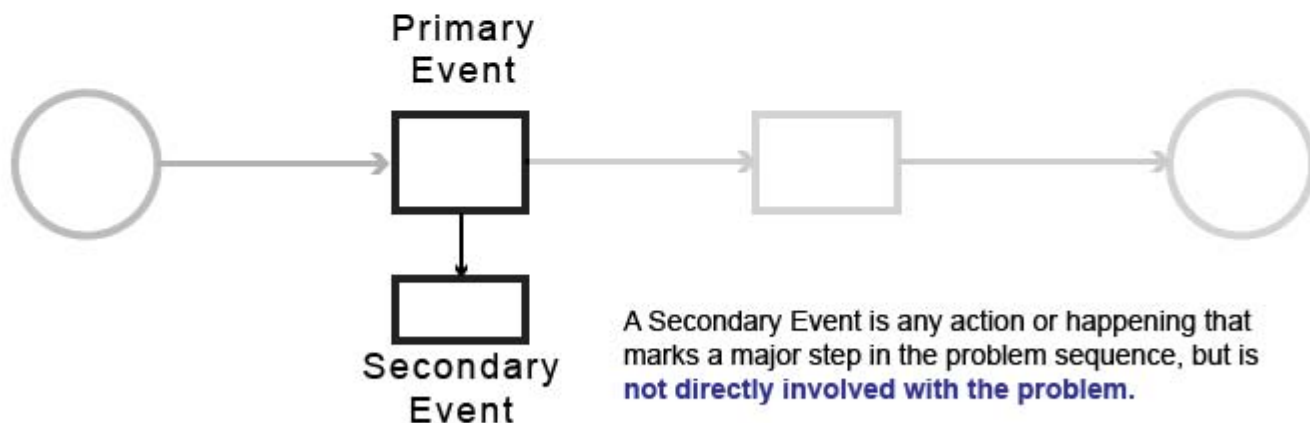 Primary
Event
Secondary
Event
A Secondary Event is any action or happening that
marks a major step in the problem sequence, but is
not directly involved with the problem.